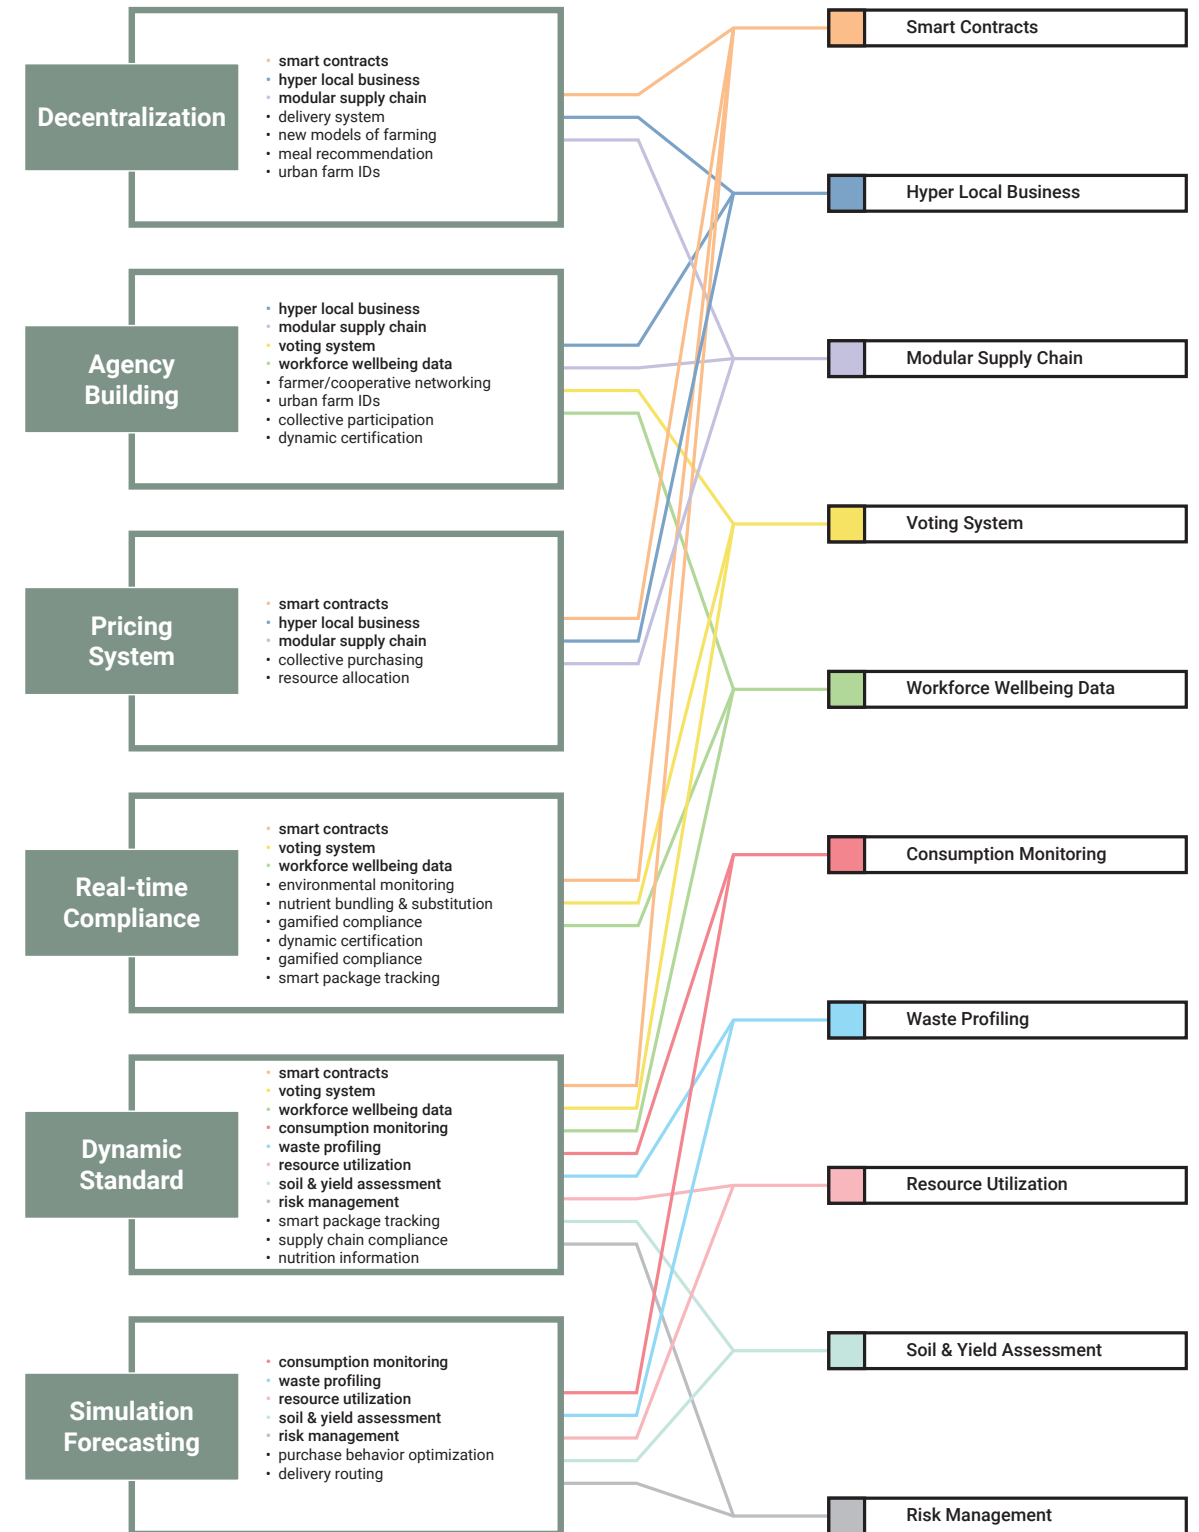 Decentralization
• smart contracts
• hyper local business
• modular supply chain
• delivery system
• new models of farming
• meal recommendation
• urban farm IDs
Agency
Building
• hyper local business
• modular supply chain
• voting system
• workforce wellbeing data
• farmer/cooperative networking
• urban farm IDs
• collective participation
• dynamic certification
Pricing
System
• smart contracts
• hyper local business
• modular supply chain
• collective purchasing
• resource allocation
Real-time
Compliance
• smart contracts
• voting system
• workforce wellbeing data
• environmental monitoring
• nutrient bundling & substitution
• gamified compliance
• dynamic certification
• gamified compliance
• smart package tracking
Dynamic
Standard
• smart contracts
• voting system
• workforce wellbeing data
• consumption monitoring
• waste profiling
• resource utilization
• soil & yield assessment
• risk management
• smart package tracking
• supply chain compliance
• nutrition information
Simulation
Forecasting
• consumption monitoring
• waste profiling
• resource utilization
• soil & yield assessment
• risk management
• purchase behavior optimization
• delivery routing
Smart Contracts
Hyper Local Business
Modular Supply Chain
Voting System
Workforce Wellbeing Data
Consumption Monitoring
Waste Profiling
Resource Utilization
Soil & Yield Assessment
Risk Management